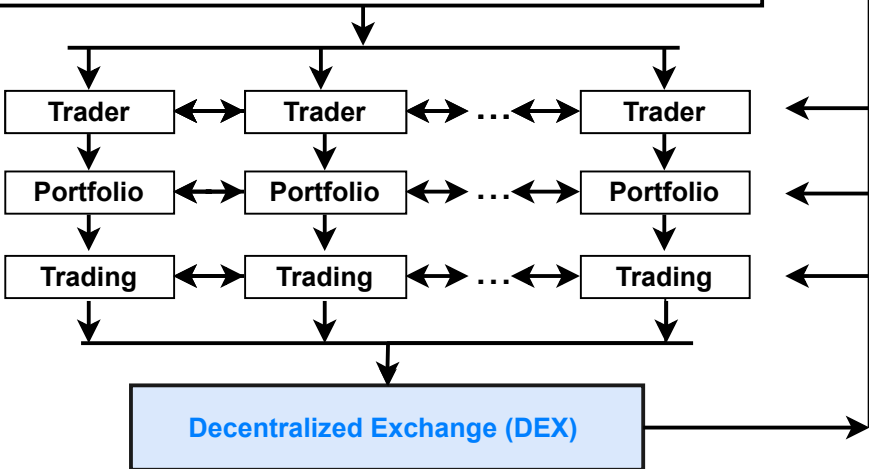 Trader Trader ... Trader
Portfolio Portfolio ... Portfolio
Trading Trading ... Trading
Decentralized Exchange (DEX)